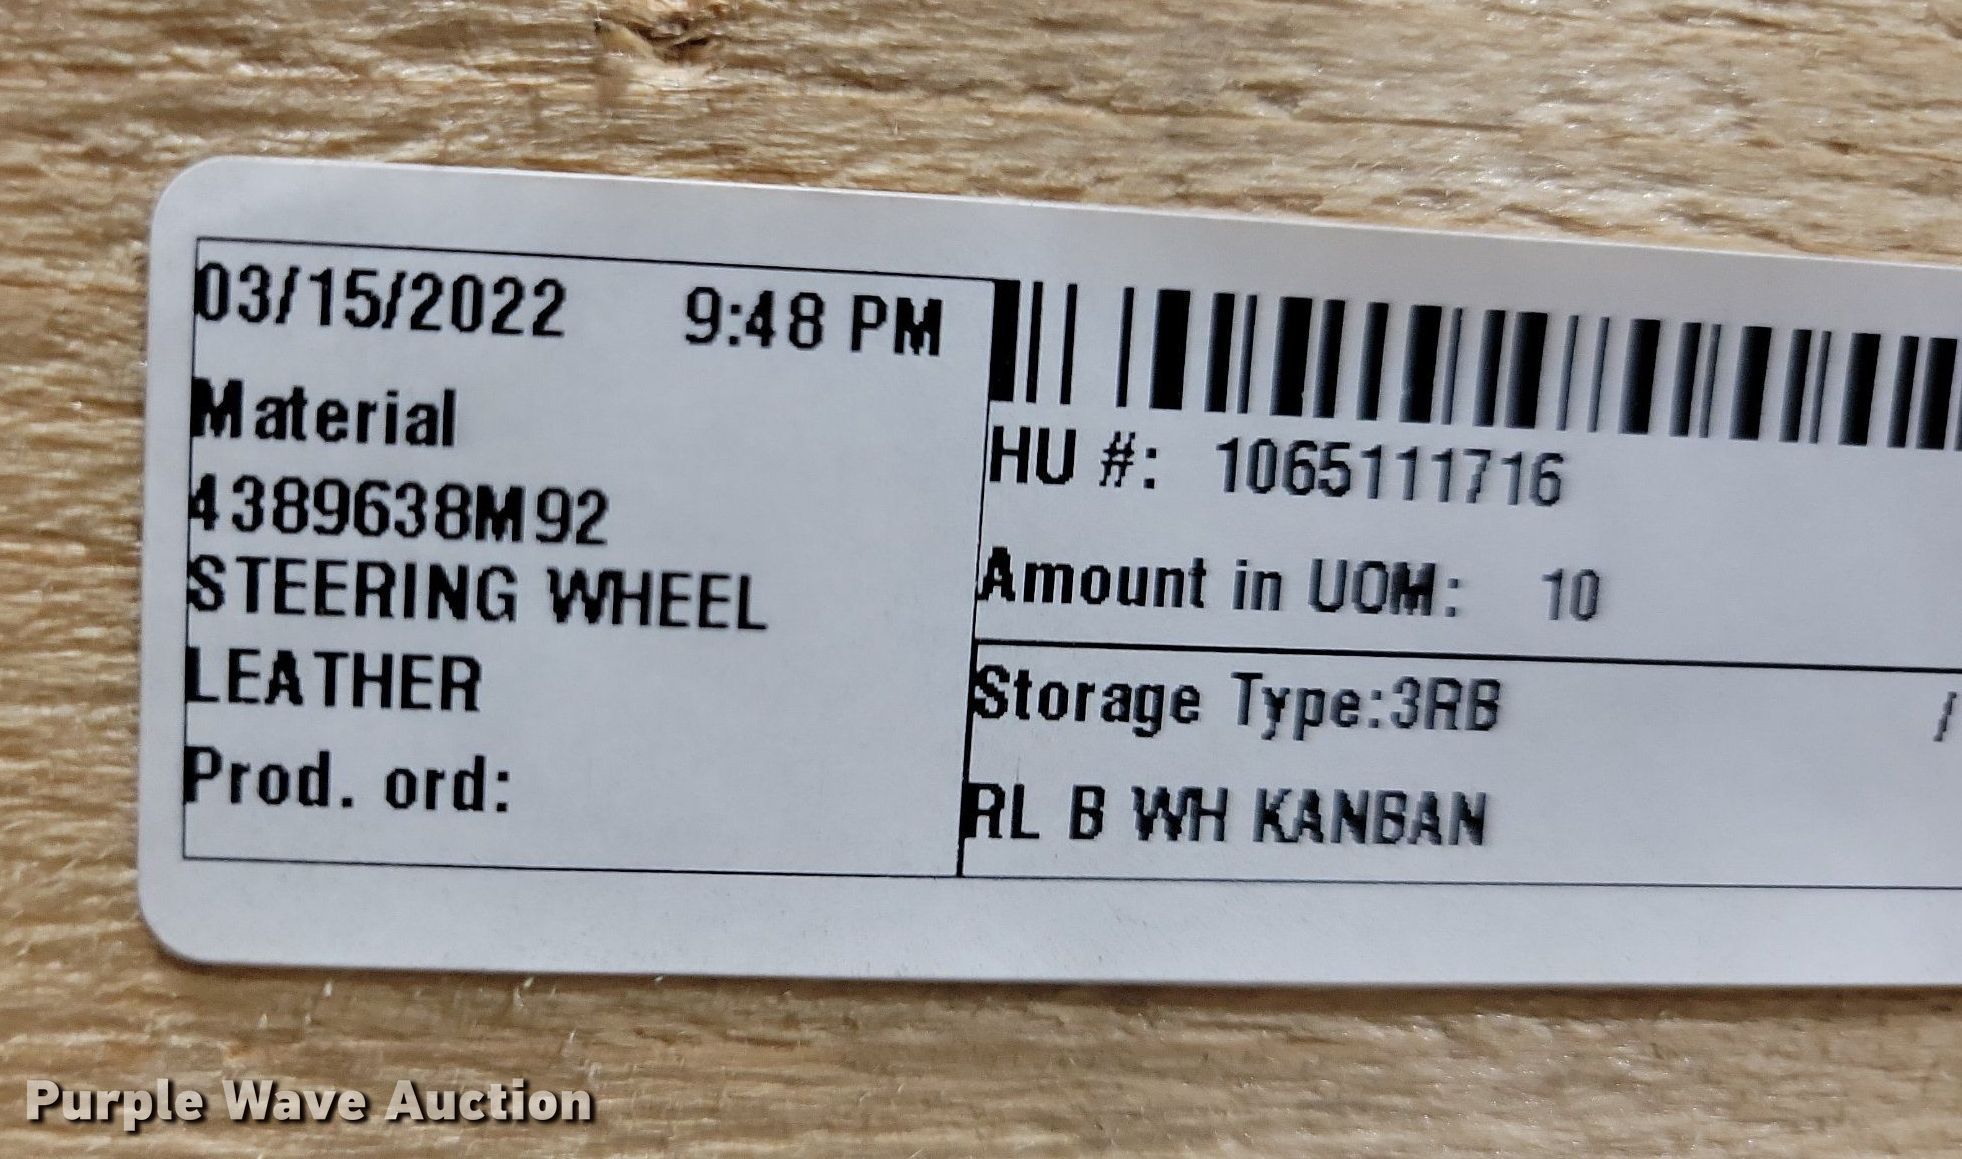 03/15/2022 9:48 PM
Material
4389638M92
STEERING WHEEL
LEATHER
Prod. ord:
HU #: 1065111716
Amount in UOM: 10
Storage Type:3RB /
RL B WH KANBAN
Purple Wave Auction